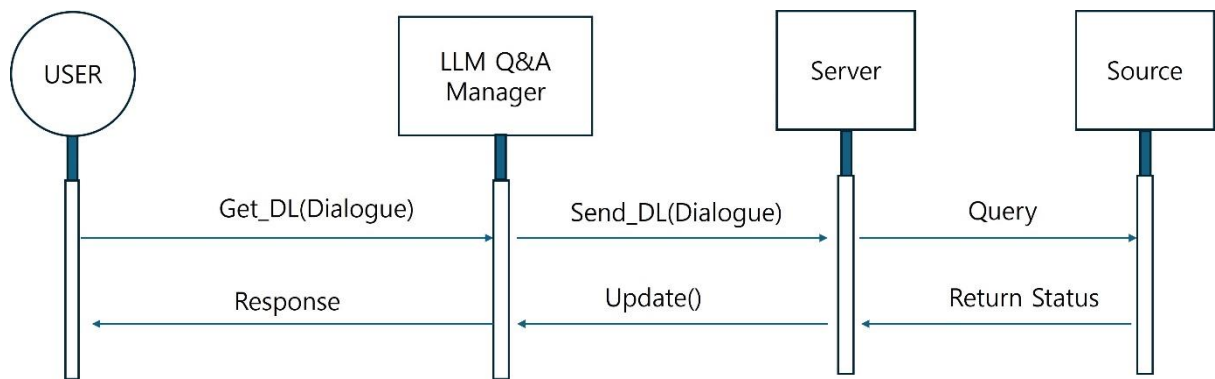 USER
LLM Q&A
Manager
Server
Source
Get_DL(Dialogue)
Send_DL(Dialogue)
Query
Response
Update()
Return Status